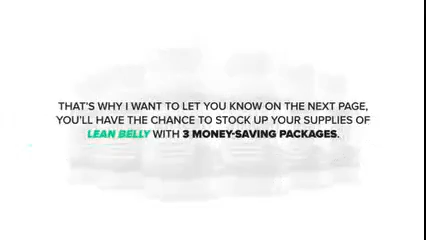 THAT'S WHY I WANT TO LET YOU KNOW ON THE NEXT PAGE,
YOU'LL HAVE THE CHANCE TO STOCK UP YOUR SUPPLIES OF
LEAN BELLY WITH 3 MONEY-SAVING PACKAGES.